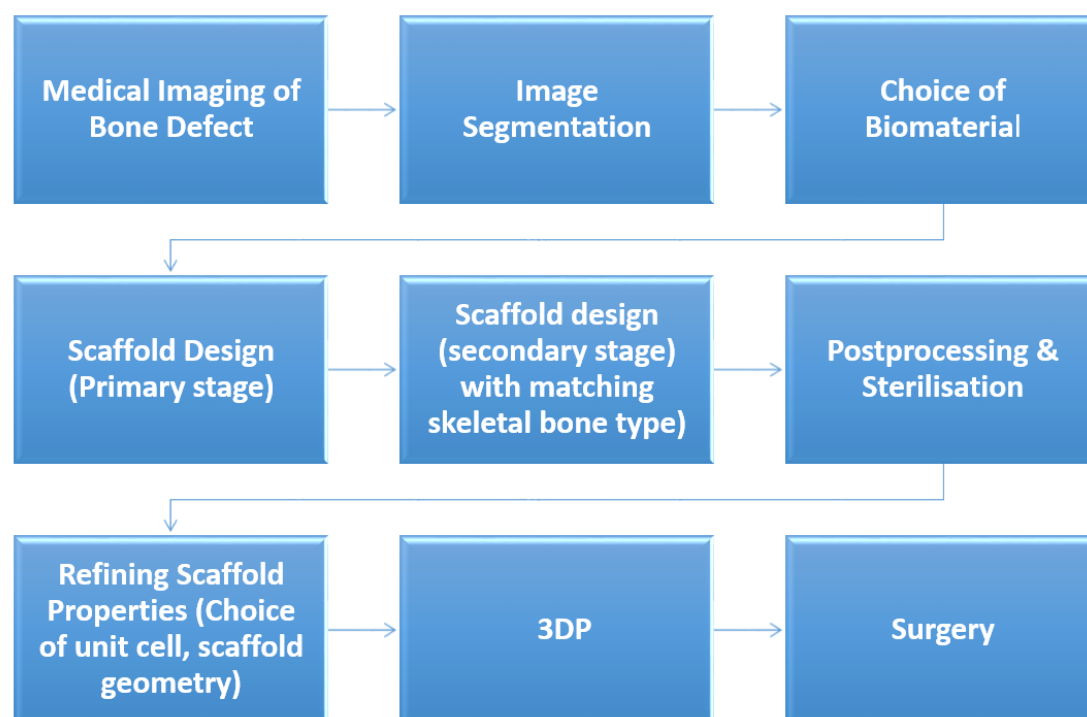 Medical Imaging of
Bone Defect
Image
Segmentation
Choice of
Biomaterial
Scaffold Design
(Primary stage)
Scaffold design
(secondary stage)
with matching
skeletal bone type)
Postprocessing &
Sterilisation
Refining Scaffold
Properties (Choice
of unit cell, scaffold
geometry)
3DP
Surgery